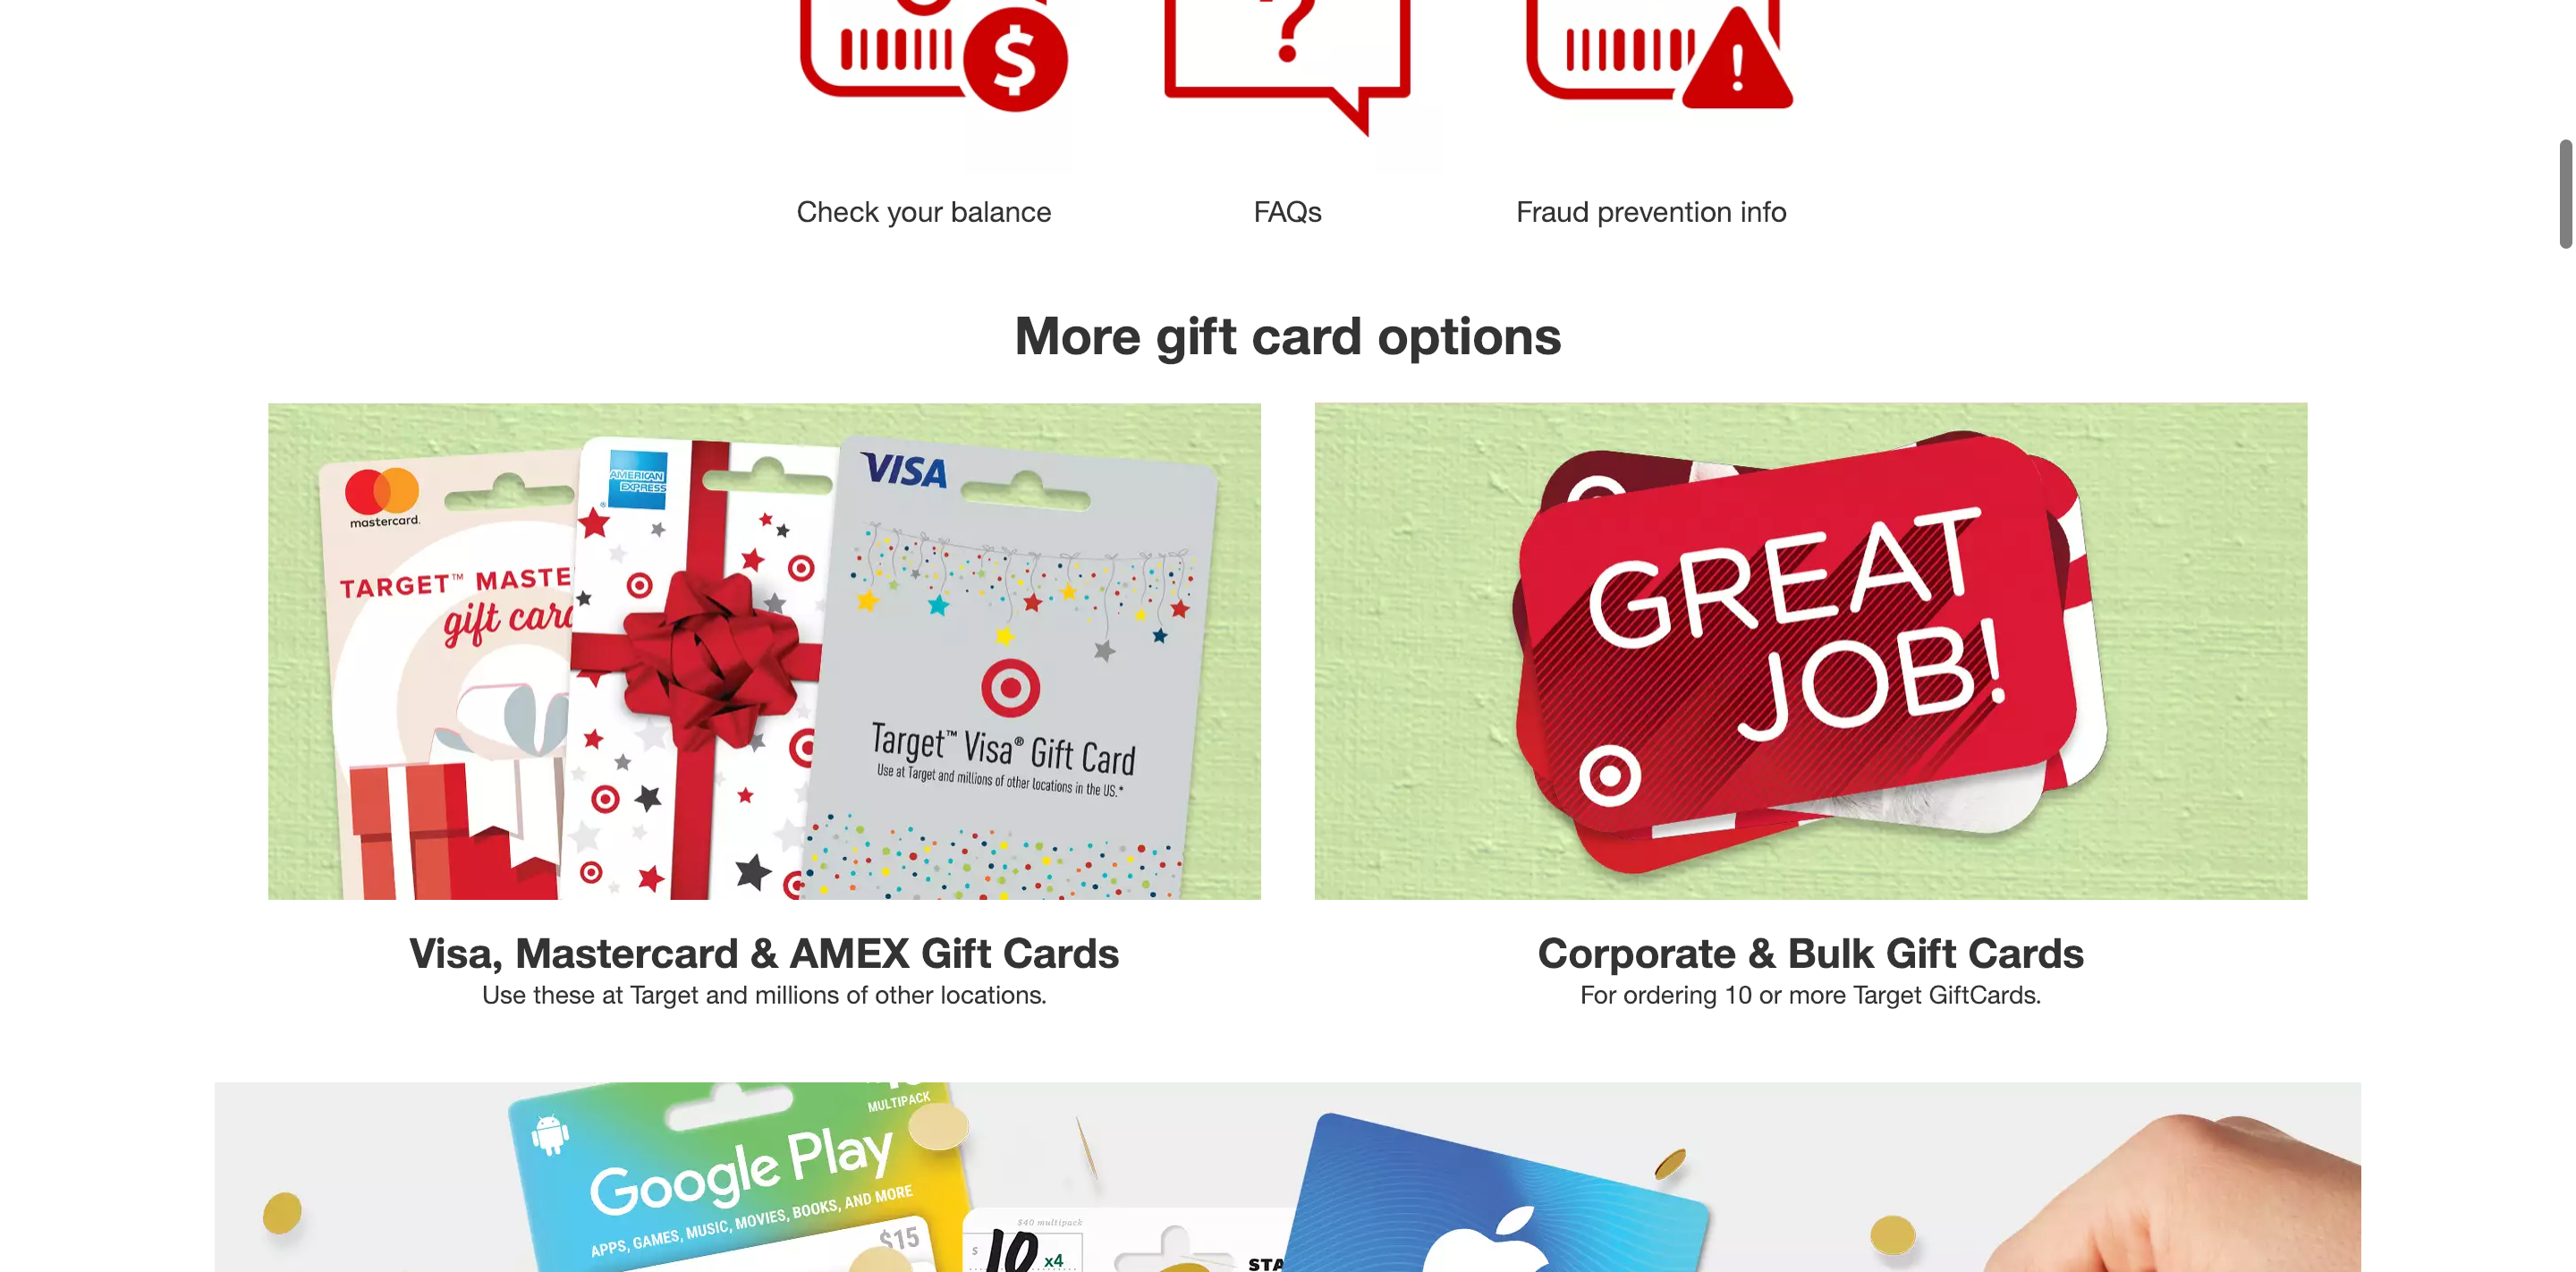 $
?
!
Check your balance
FAQs
Fraud prevention info
More gift card options
mastercard.
TARGET™ MASTE
gift card
AMERICAN
EXPRESS
®
VISA
Target™ Visa® Gift Card
Use at Target and millions of other locations in the US.*
GREAT
JOB!
Visa, Mastercard & AMEX Gift Cards
Use these at Target and millions of other locations.
Corporate & Bulk Gift Cards
For ordering 10 or more Target GiftCards.
MULTIPACK
Google Play
APPS, GAMES, MUSIC, MOVIES, BOOKS, AND MORE
$15
$40 multipack
$ 10 x4
STA